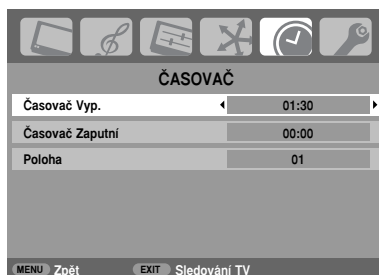 ČASOVAČ
Časovač Vyp. 01:30
Časovač Zaputní 00:00
Poloha 01
MENU Zpět EXIT Sledování TV